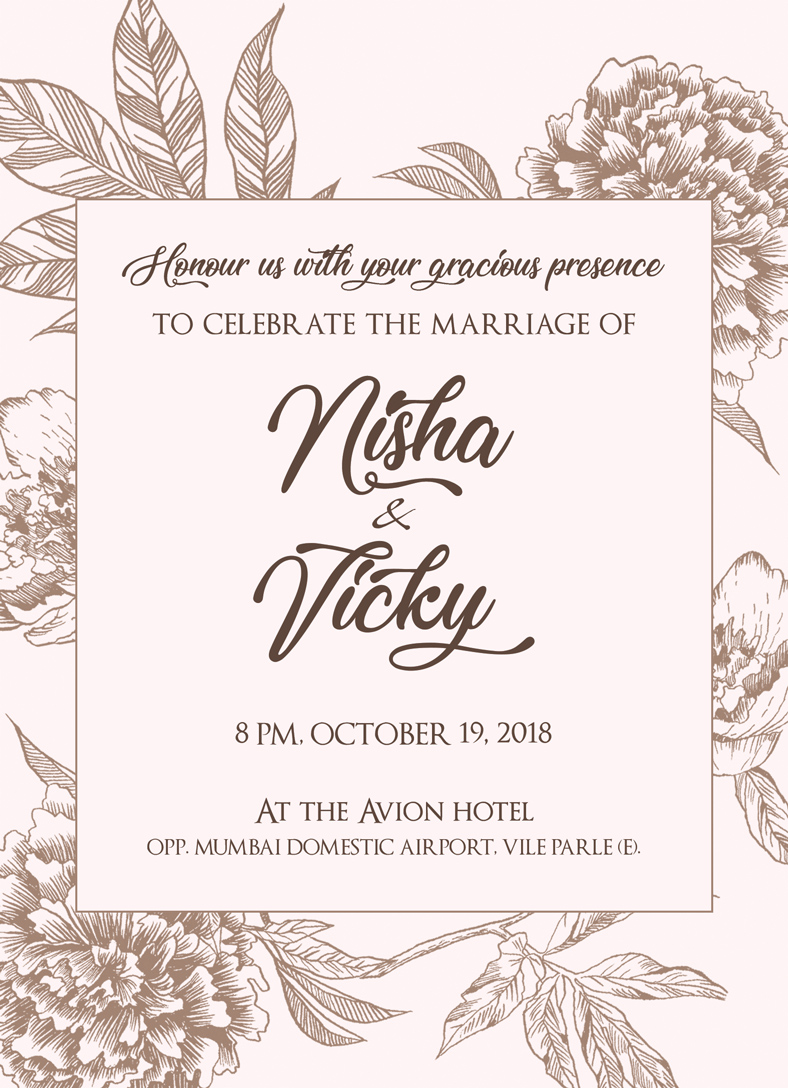 Honour us with your gracious presence
TO CELEBRATE THE MARRIAGE OF
Nisha
&
Vicky
8 PM, OCTOBER 19, 2018
AT THE AVION HOTEL
OPP. MUMBAI DOMESTIC AIRPORT, VILE PARLE (E).